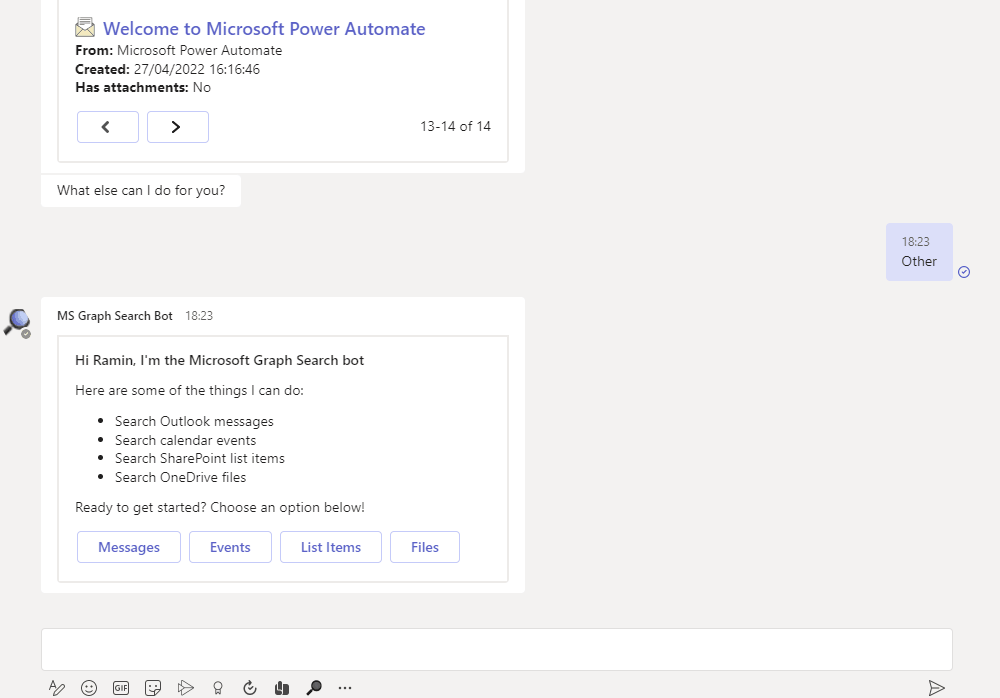 Welcome to Microsoft Power Automate
From: Microsoft Power Automate
Created: 27/04/2022 16:16:46
Has attachments: No
13-14 of 14
What else can I do for you?
18:23
Other
MS Graph Search Bot 18:23
Hi Ramin, I'm the Microsoft Graph Search bot
Here are some of the things I can do:
• Search Outlook messages
• Search calendar events
• Search SharePoint list items
• Search OneDrive files
Ready to get started? Choose an option below!
Messages Events List Items Files
GIF